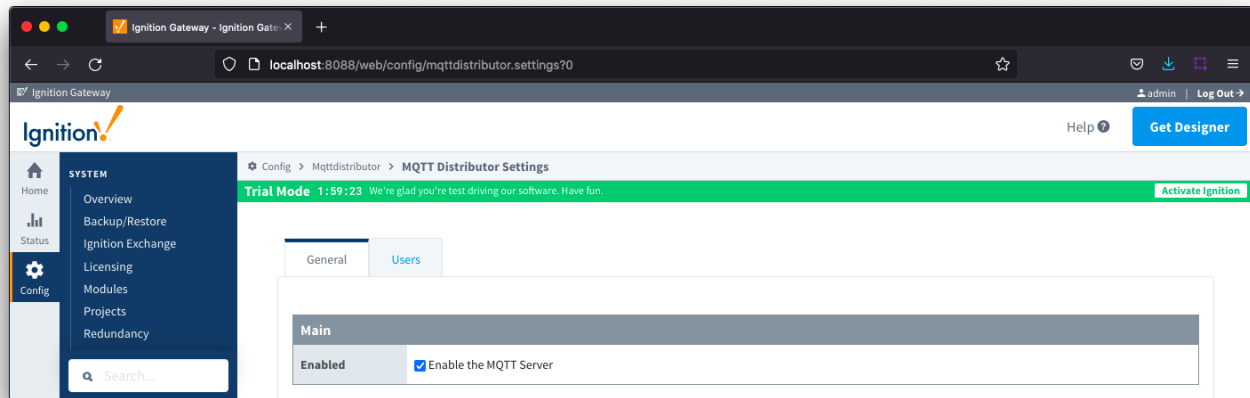 Ignition Gateway - Ignition Gate
localhost:8088/web/config/mqttdistributor.settings?0
Ignition Gateway
admin | Log Out
Ignition!
Help
Get Designer
Home
Status
Config
SYSTEM
Overview
Backup/Restore
Ignition Exchange
Licensing
Modules
Projects
Redundancy
Search...
Config > Mqttdistributor > MQTT Distributor Settings
Trial Mode 1:59:23 We're glad you're test driving our software. Have fun.
Activate Ignition
General
Users
Main
Enabled
Enable the MQTT Server